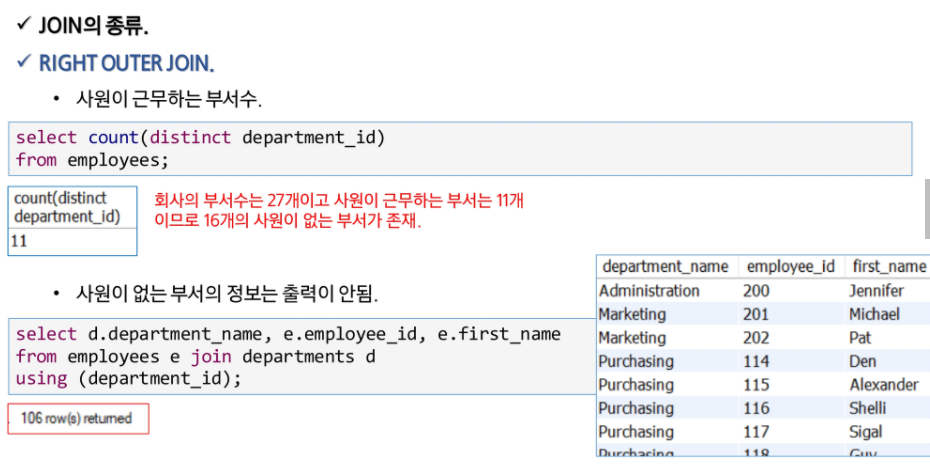 ✓ JOIN의 종류.
✓ RIGHT OUTER JOIN.
• 사원이 근무하는 부서수.
select count(distinct department_id)
from employees;
count(distinct
department_id)
11
회사의 부서수는 27개이고 사원이 근무하는 부서는 11개
이므로 16개의 사원이 없는 부서가 존재.
• 사원이 없는 부서의 정보는 출력이 안됨.
select d.department_name, e.employee_id, e.first_name
from employees e join departments d
using (department_id);
106 row(s) returned
department_name employee_id first_name
Administration 200 Jennifer
Marketing 201 Michael
Marketing 202 Pat
Purchasing 114 Den
Purchasing 115 Alexander
Purchasing 116 Shelli
Purchasing 117 Sigal
Purchasing 118 Guy